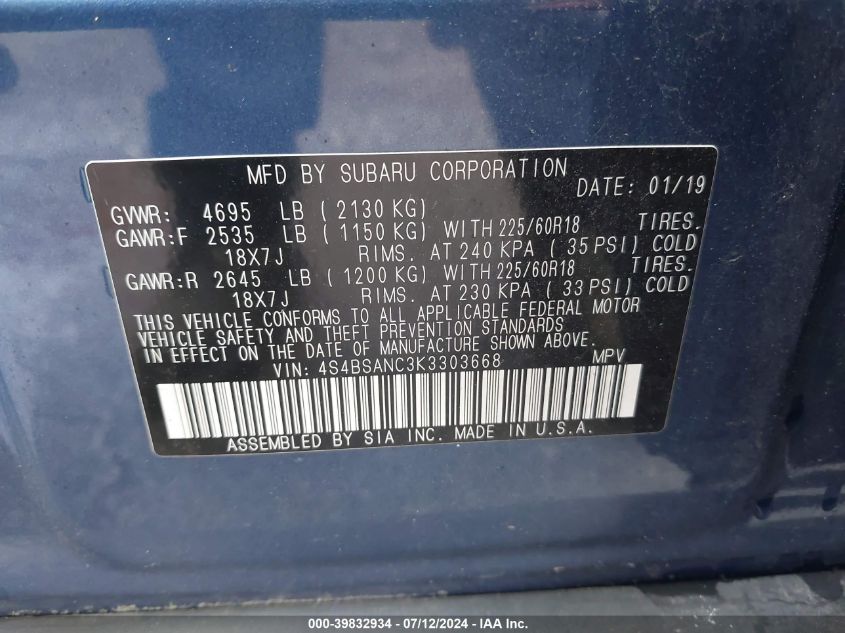 MFD BY SUBARU CORPORATION
DATE: 01/19
GVWR: 4695 LB ( 2130 KG)
GAWR:F 2535 LB ( 1150 KG) WITH 225/60R18 TIRES.
18X7J RIMS. AT 240 KPA ( 35 PSI) COLD
GAWR:R 2645 LB ( 1200 KG) WITH 225/60R18 TIRES.
18X7J RIMS. AT 230 KPA ( 33 PSI) COLD
THIS VEHICLE CONFORMS TO ALL APPLICABLE FEDERAL MOTOR
VEHICLE SAFETY AND THEFT PREVENTION STANDARDS
IN EFFECT ON THE DATE OF MANUFACTURE SHOWN ABOVE.
VIN: 4S4BSANC3K3303668 MPV
ASSEMBLED BY SIA INC. MADE IN U.S.A.
000-39832934 - 07/12/2024 - IAA Inc.